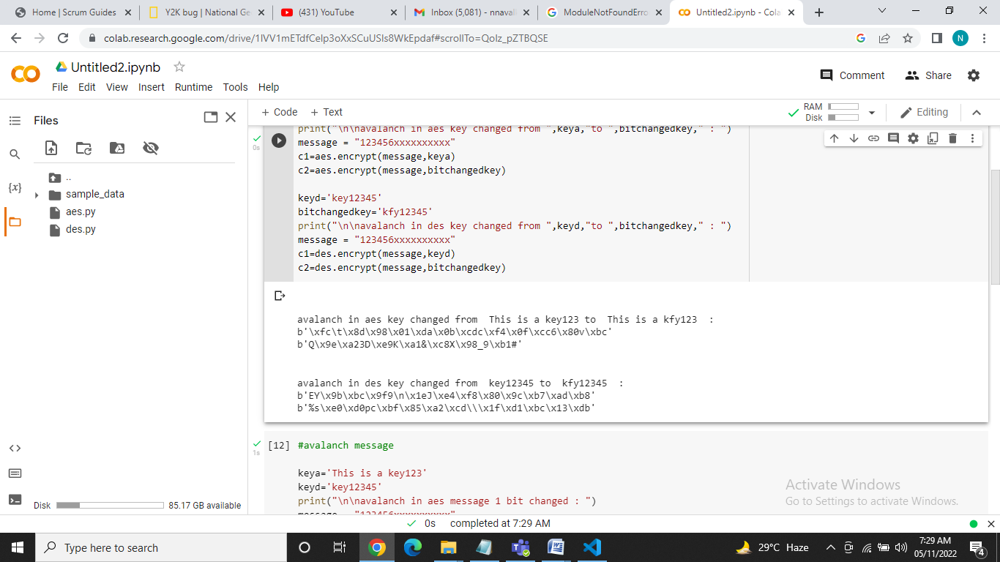 Home | Scrum Guides
Y2K bug | National Ge
(431) YouTube
Inbox (5,081) - nnavall
ModuleNotFoundErro
Untitled2.ipynb - Cola
colab.research.google.com/drive/1lVV1mETdfCelp3oXxSCuUSIs8WkEpdaf#scrollTo=Qolz_pZTBQSE
N
Untitled2.ipynb
Comment
Share
File Edit View Insert Runtime Tools Help
Files
+ Code + Text
RAM
Disk
Editing
..
sample_data
aes.py
des.py
{x}
0s
print("\n\navalanch in aes key changed from ",keya,"to ",bitchangedkey," : ")
message = "123456xxxxxxxxxx"
c1=aes.encrypt(message,keya)
c2=aes.encrypt(message,bitchangedkey)
keyd='key12345'
bitchangedkey='kfy12345'
print("\n\navalanch in des key changed from ",keyd,"to ",bitchangedkey," : ")
message = "123456xxxxxxxxxx"
c1=des.encrypt(message,keyd)
c2=des.encrypt(message,bitchangedkey)
avalanch in aes key changed from  This is a key123 to  This is a kfy123  :
b'\xfc\t\x8d\x98\x01\xda\x0b\xcdc\xf4\x0f\xcc6\x80v\xbc'
b'Q\x9e\xa23D\xe9K\xa1&\xc8X\x98_9\xb1#'
avalanch in des key changed from  key12345 to  kfy12345  :
b'EY\x9b\xbc\x9f9\n\x1eJ\xe4\xf8\x80\x9c\xb7\xad\xb8'
b'%s\xe0\xd0pc\xbf\x85\xa2\xcd\\\x1f\xd1\xbc\x13\xdb'
1s
[12] #avalanch message
keya='This is a key123'
keyd='key12345'
print("\n\navalanch in aes message 1 bit changed : ")
message = "123456xxxxxxxxxx"
Activate Windows
Go to Settings to activate Windows.
Disk 85.17 GB available
0s completed at 7:29 AM
Type here to search
29°C Haze
7:29 AM
05/11/2022
4